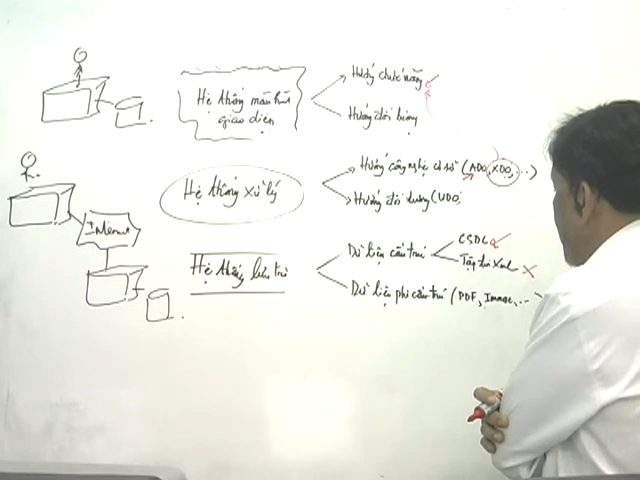 Hướng chức năng
Hệ thống màn hình
giao diện
Hướng đối tượng
Hướng công nghệ cơ sở (ADO, XDO, ...)
Hệ thống xử lý
Hướng đối tượng (UDO
Internet
Dữ liệu cấu trúc
CSDL
Tập tin Xml
Hệ thống lưu trữ
Dữ liệu phi cấu trúc (PDF, Image, ...